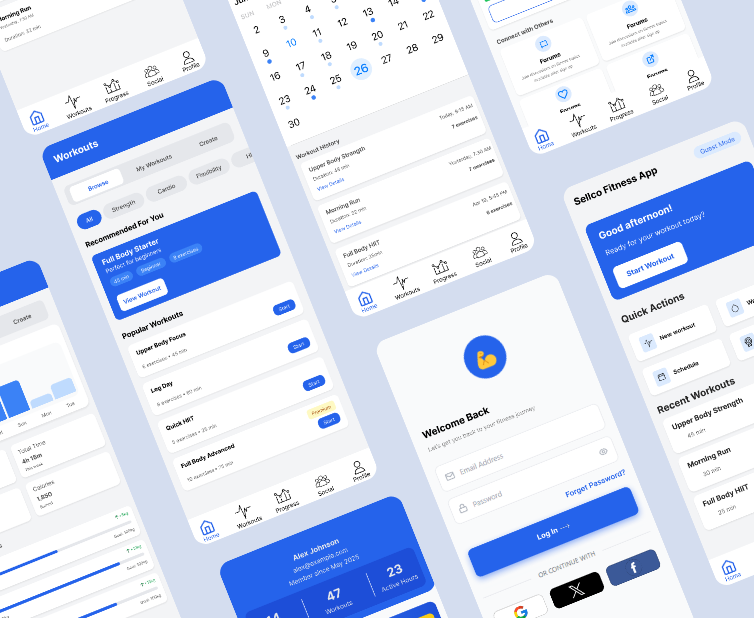 Morning Run
Duration: 32 min
Home
Workouts
Progress
Social
Profile
Workouts
Browse
My Workouts
Create
All
Strength
Cardio
Flexibility
Recommended For You
Full Body Starter
Perfect for beginners
45 min
Beginner
8 exercises
View Workout
Popular Workouts
Upper Body Focus
6 exercises • 45 min
Start
Leg Day
Start
Quick HIIT
5 exercises • 25 min
Premium
Start
Full Body Advanced
10 exercises • 75 min
Home
Workouts
Progress
Social
Profile
SUN
MON
2 3 4
9 10 11 12 13 14 15
16 17 18 19 20 21 22
23 24 25 26 27 28 29
30
Workout History
Upper Body Strength
Duration: 45 min
View Details
Today, 6:15 AM
7 exercises
Morning Run
Duration: 32 min
View Details
Yesterday, 7:30 AM
7 exercises
Full Body HIIT
Duration: 25min
View Details
Apr 10, 5:45 PM
6 exercises
Home
Workouts
Progress
Social
Profile
Connect with Others
Forums
Forums
Forums
Forums
Home
Workouts
Progress
Social
Profile
Create
Sun
Mon
Tue
Total Time
4h 18m
Calories
1,850
Alex Johnson
alex@example.com
Member since May 2025
47
Workouts
23
Active Hours
Welcome Back
Let's get you back to your fitness journey
Email Address
Password
Forgot Password?
Log In
OR CONTINUE WITH
Guest Mode
Sellco Fitness App
Good afternoon!
Ready for your workout today?
Start Workout
Quick Actions
New workout
Schedule
Recent Workouts
Upper Body Strength
45 min
Morning Run
30 min
Full Body HIIT
25 min
Home